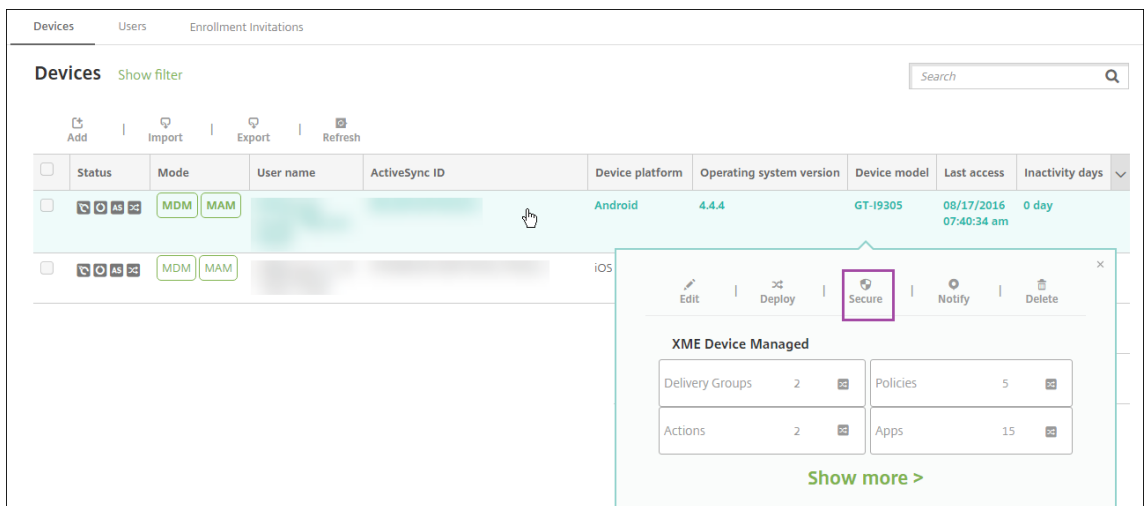 Devices Users Enrollment Invitations
Devices Show filter Search
Add | Import | Export | Refresh
Status Mode User name ActiveSync ID Device platform Operating system version Device model Last access Inactivity days
AS MDM MAM Android 4.4.4 GT-I9305 08/17/2016 0 day
07:40:34 am
AS MDM MAM iOS
×
Edit | Deploy | Secure | Notify | Delete
XME Device Managed
Delivery Groups 2 Policies 5
Actions 2 Apps 15
Show more >